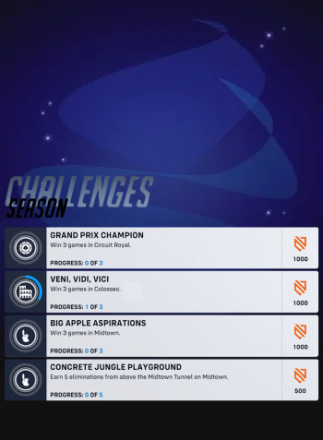 CHALLENGES
SEASON
GRAND PRIX CHAMPION
Win 3 games in Circuit Royal.
PROGRESS: 0 OF 3
1000
VENI, VIDI, VICI
Win 3 games in Colosseo.
PROGRESS: 1 OF 3
1000
BIG APPLE ASPIRATIONS
Win 3 games in Midtown.
PROGRESS: 0 OF 3
1000
CONCRETE JUNGLE PLAYGROUND
Earn 5 eliminations from above the Midtown Tunnel on Midtown.
PROGRESS: 0 OF 5
500